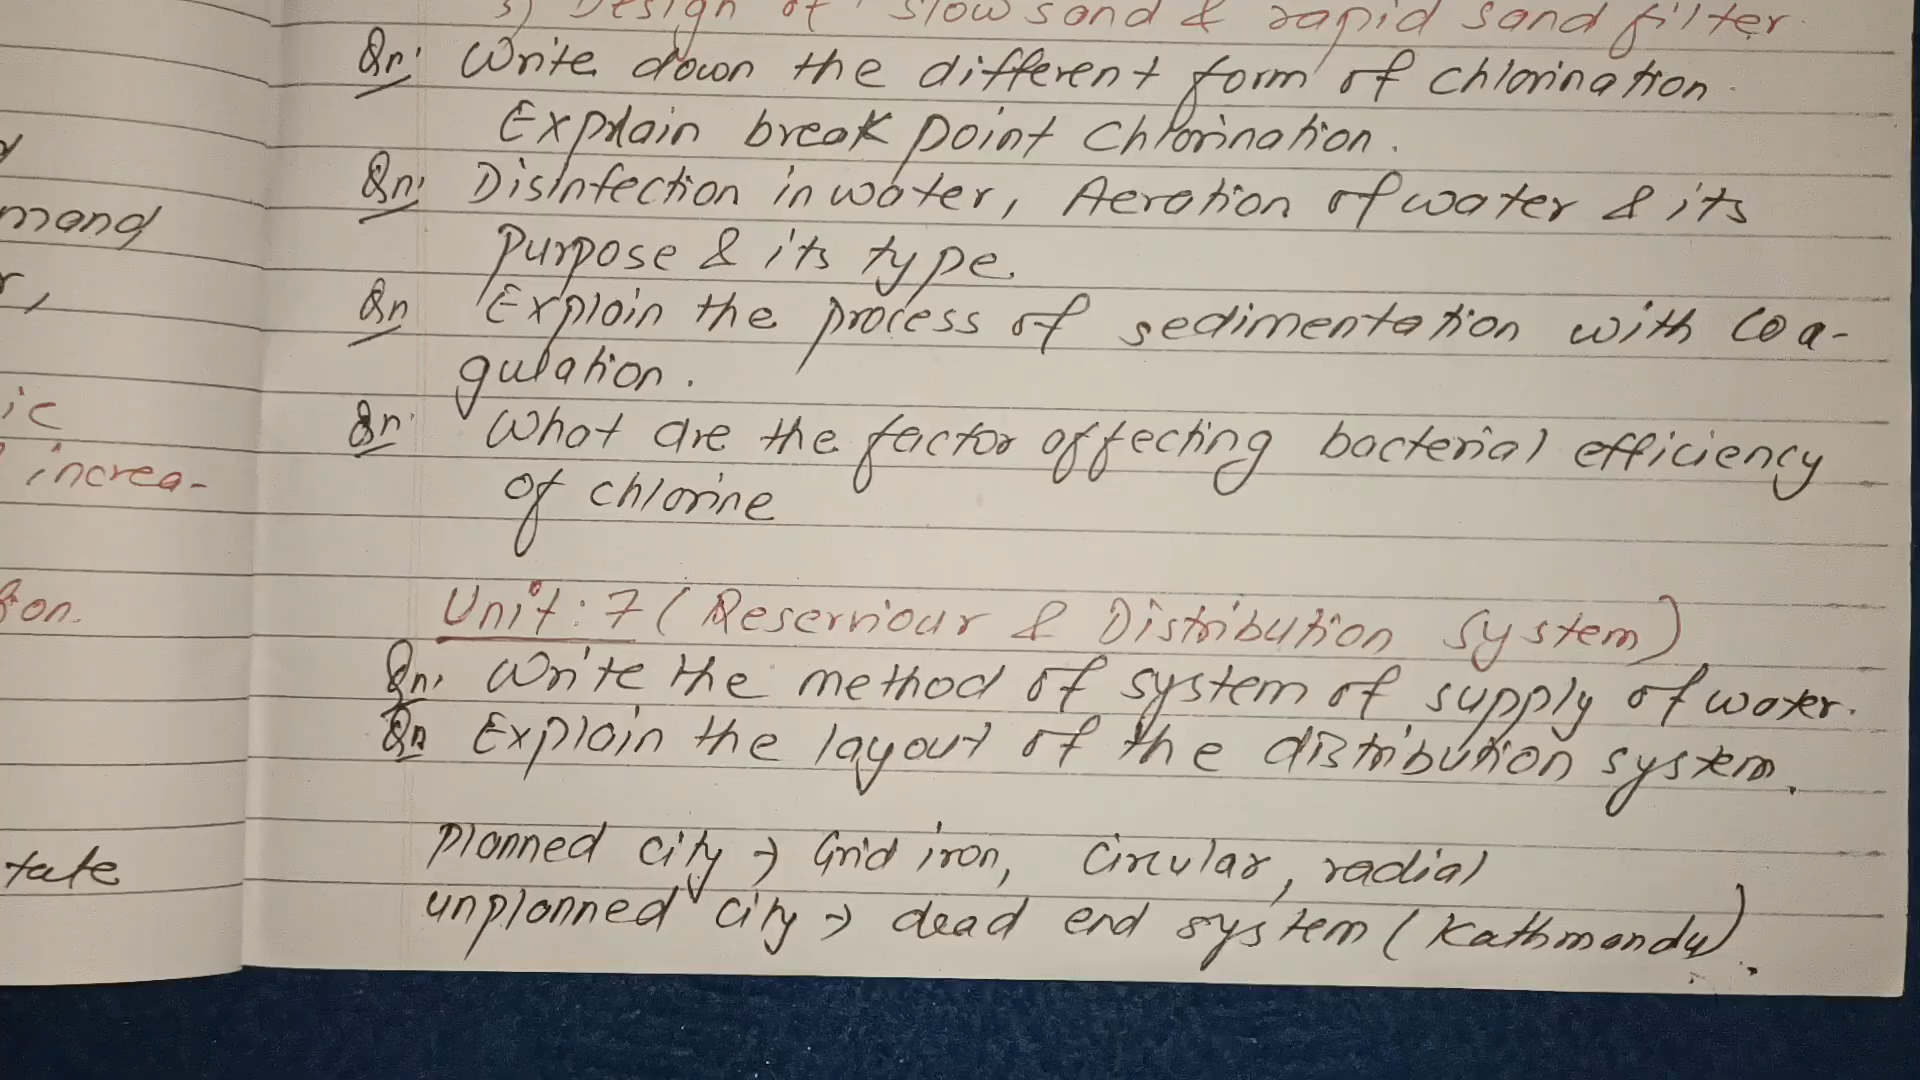 3) Design of slow sand & rapid sand filter.
Qn: Write down the different form of chlorination.
Explain break point chlorination.
Qn: Disinfection in water, Aeration of water & its
purpose & its type.
Qn Explain the process of sedimentation with coa-
gulation.
Qn: What are the factor affecting bacterial efficiency
of chlorine
Unit: 7 ( Reserviour & Distribution System)
Qn: Write the method of system of supply of water.
Qn Explain the layout of the distribution system.
planned city → Grid iron, Circular, radial
unplanned city → dead end system (Kathmandu).
mand
r,
ic
increa-
tate